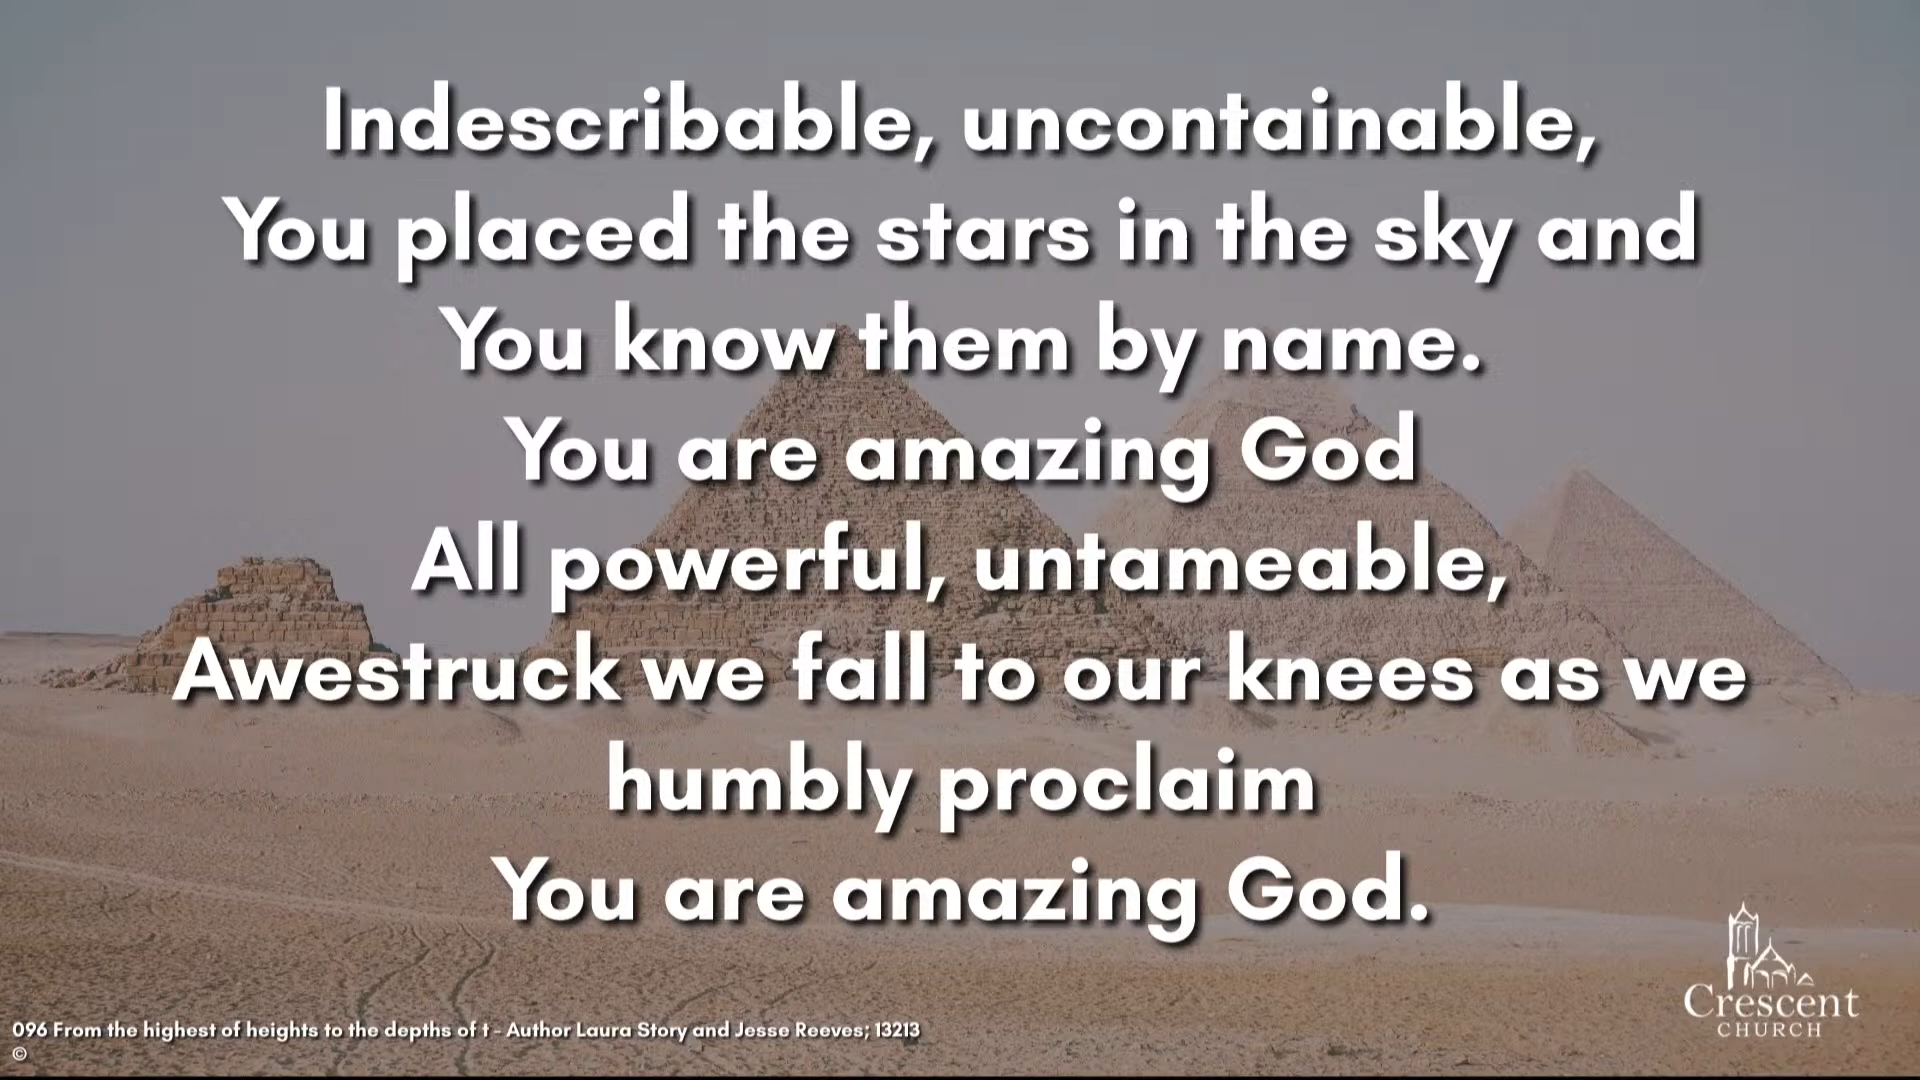 Indescribable, uncontainable,
You placed the stars in the sky and
You know them by name.
You are amazing God
All powerful, untameable,
Awestruck we fall to our knees as we
humbly proclaim
You are amazing God.
Crescent
CHURCH
096 From the highest of heights to the depths of t - Author Laura Story and Jesse Reeves; 13213
©